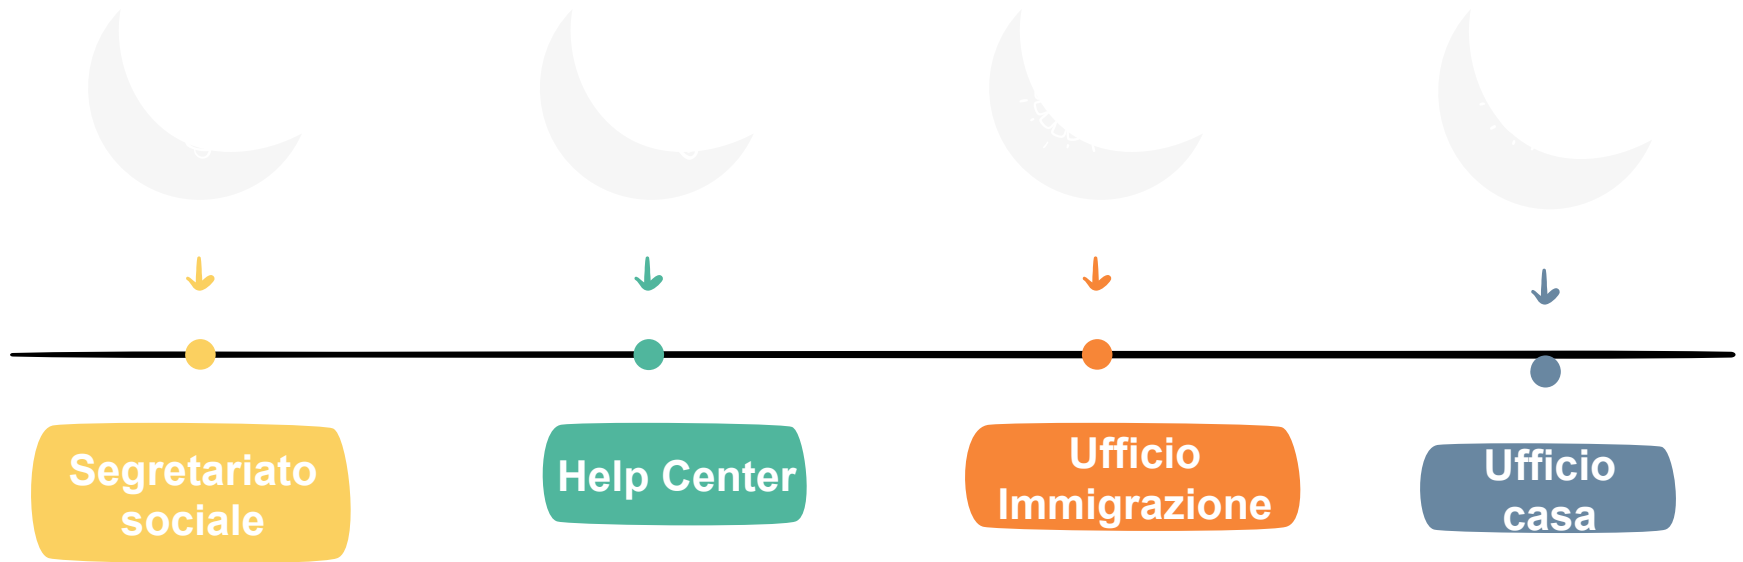 Segretariato
sociale
Help Center
Ufficio
Immigrazione
Ufficio
casa